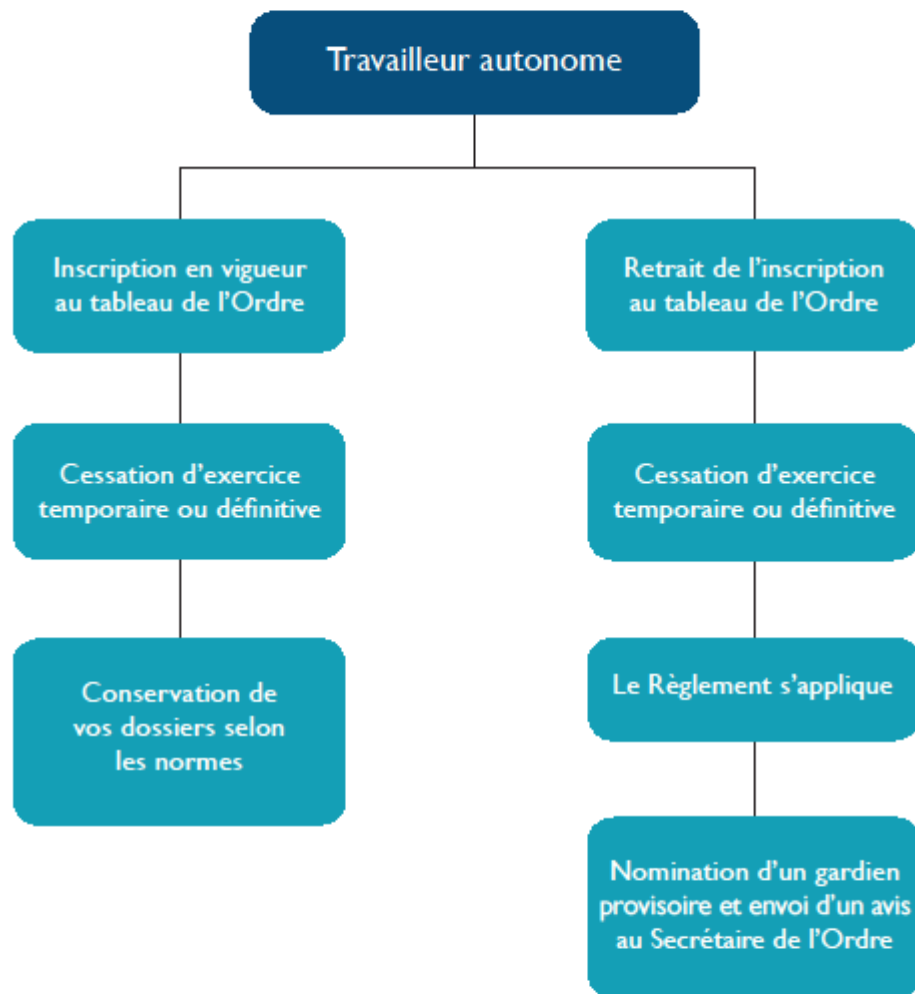 Travailleur autonome
Inscription en vigueur
au tableau de l'Ordre
Cessation d'exercice
temporaire ou définitive
Conservation de
vos dossiers selon
les normes
Retrait de l'inscription
au tableau de l'Ordre
Cessation d'exercice
temporaire ou définitive
Le Règlement s'applique
Nomination d'un gardien
provisoire et envoi d'un avis
au Secrétaire de l'Ordre